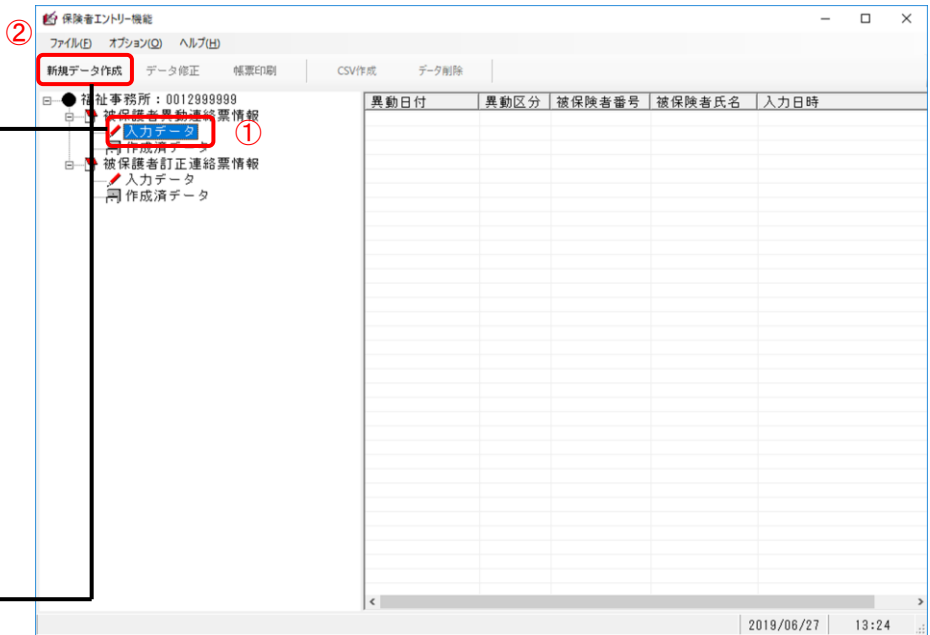 保険者エントリー機能
②
ファイル(F) オプション(O) ヘルプ(H)
新規データ作成 データ修正 帳票印刷 CSV作成 データ削除
福祉事務所：0012999999
被保護者異動連絡票情報
入力データ ①
作成済データ
被保護者訂正連絡票情報
入力データ
作成済データ
異動日付 異動区分 被保険者番号 被保険者氏名 入力日時
2019/06/27 13:24